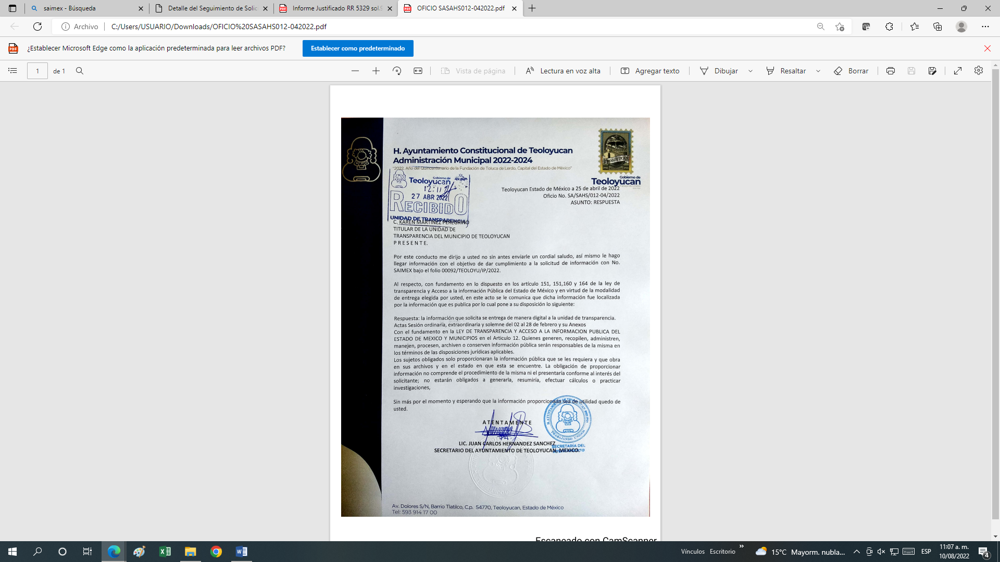 saimex - Búsqueda
Detalle del Seguimiento de Solic
Informe Justificado RR 5329 sol.9
OFICIO SASAHS012-042022.pdf
Archivo
C:/Users/USUARIO/Downloads/OFICIO%20SASAHS012-042022.pdf
¿Establecer Microsoft Edge como la aplicación predeterminada para leer archivos PDF?
Establecer como predeterminado
1 de 1
Vista de página
Lectura en voz alta
Agregar texto
Dibujar
Resaltar
Borrar
H. Ayuntamiento Constitucional de Teoloyucan
Administración Municipal 2022-2024
"2022. Año del Quincentenario de la Fundación de Toluca de Lerdo, Capital del Estado de México"
TEOLOYUCAN
Gobierno de
Teoloyucan
Gobierno de
Teoloyucan
12:11
27 ABR 2022
RECIBIDO
UNIDAD DE TRANSPARENCIA
Teoloyucan Estado de México a 25 de abril de 2022
Oficio No. SA/SAHS/012-04/2022
ASUNTO: RESPUESTA
C. KAREN MARTINEZ PEREGRINO
TITULAR DE LA UNIDAD DE
TRANSPARENCIA DEL MUNICIPIO DE TEOLOYUCAN
P R E S E N T E.
Por este conducto me dirijo a usted no sin antes enviarle un cordial saludo, así mismo le hago
llegar información con el objetivo de dar cumplimiento a la solicitud de información con No.
SAIMEX bajo el folio 00092/TEOLOYU/IP/2022.
Al respecto, con fundamento en lo dispuesto en los artículo 151, 151,160 y 164 de la ley de
transparencia y Acceso a la información Pública del Estado de México y en virtud de la modalidad
de entrega elegida por usted, en este acto se le comunica que dicha información fue localizada
por la información que es publica por lo cual pone a su disposición lo siguiente:
Respuesta: la información que solicita se entrega de manera digital a la unidad de transparencia.
Actas Sesión ordinaria, extraordinaria y solemne del 02 al 28 de febrero y su Anexos
Con el fundamento en la LEY DE TRANSPARENCIA Y ACCESO A LA INFORMACION PUBLICA DEL
ESTADO DE MEXICO Y MUNICIPIOS en el Articulo 12. Quienes generen, recopilen, administren,
manejen, procesen, archiven o conserven información pública serán responsables de la misma en
los términos de las disposiciones jurídicas aplicables.
Los sujetos obligados solo proporcionaran la información pública que se les requiera y que obra
en sus archivos y en el estado en que esta se encuentre. La obligación de proporcionar
información no comprende el procedimiento de la misma ni el presentaría conforme al interés del
solicitante; no estarán obligados a generarla, resumiría, efectuar cálculos o practicar
investigaciones,
Sin más por el momento y esperando que la información proporcionada sea de utilidad quedo de
usted.
A T E N T A M E N T E
LIC. JUAN CARLOS HERNANDEZ SANCHEZ
SECRETARIO DEL AYUNTAMIENTO DE TEOLOYUCAN, MEXICO.
TRABAJANDO UNIDOS
SECRETARÍA DEL
AYUNTAMIENTO
Av. Dolores S/N, Barrio Tlatilco, C.p. 54770, Teoloyucan, Estado de México
Tel: 593 914 17 00
Escaneado con CamScanner
Vínculos
Escritorio
15°C Mayorm. nubla...
ESP
11:07 a. m.
10/08/2022
4